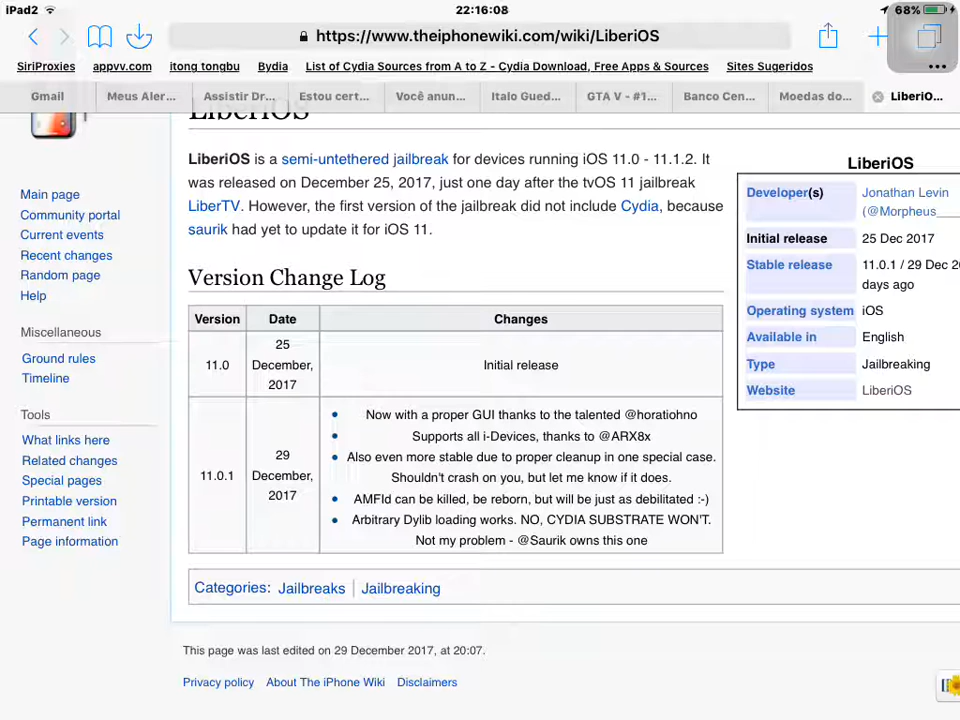 iPad2
22:16:08
68%
https://www.theiphonewiki.com/wiki/LiberiOS
SiriProxies appvv.com itong tongbu Bydia List of Cydia Sources from A to Z - Cydia Download, Free Apps & Sources Sites Sugeridos
Gmail Meus Aler... Assistir Dr... Estou cert... Você anun... Italo Gued... GTA V - #1... Banco Cen... Moedas do... LiberiO...
LiberiOS
LiberiOS is a semi-untethered jailbreak for devices running iOS 11.0 - 11.1.2. It
was released on December 25, 2017, just one day after the tvOS 11 jailbreak
LiberTV. However, the first version of the jailbreak did not include Cydia, because
saurik had yet to update it for iOS 11.
Version Change Log
Version Date Changes
11.0
25
December,
2017
Initial release
11.0.1
29
December,
2017
Now with a proper GUI thanks to the talented @horatiohno
Supports all i-Devices, thanks to @ARX8x
Also even more stable due to proper cleanup in one special case.
Shouldn't crash on you, but let me know if it does.
AMFId can be killed, be reborn, but will be just as debilitated :-)
Arbitrary Dylib loading works. NO, CYDIA SUBSTRATE WON'T.
Not my problem - @Saurik owns this one
Categories: Jailbreaks | Jailbreaking
This page was last edited on 29 December 2017, at 20:07.
Privacy policy About The iPhone Wiki Disclaimers
Main page
Community portal
Current events
Recent changes
Random page
Help
Miscellaneous
Ground rules
Timeline
Tools
What links here
Related changes
Special pages
Printable version
Permanent link
Page information
LiberiOS
Developer(s) Jonathan Levin
(@Morpheus___
Initial release 25 Dec 2017
Stable release 11.0.1 / 29 Dec 20
days ago
Operating system iOS
Available in English
Type Jailbreaking
Website LiberiOS